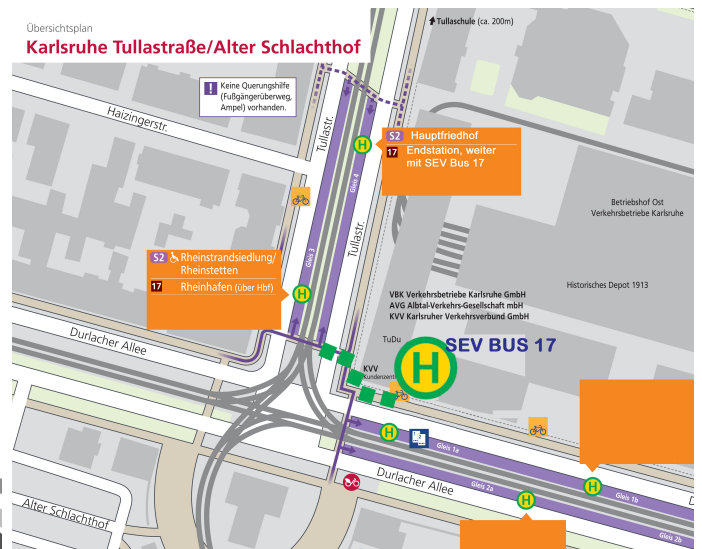 Übersichtsplan
Karlsruhe Tullastraße/Alter Schlachthof
Tullaschule (ca. 200m)
! Keine Querungshilfe
(Fußgängerüberweg,
Ampel) vorhanden.
Haizingerstr.
Tullastr.
H
S2 Hauptfriedhof
17 Endstation, weiter
mit SEV Bus 17
Gleis 4
Betriebshof Ost
Verkehrsbetriebe Karlsruhe
Tullastr.
Gleis 3
S2 Rheinstrandsiedlung/
Rheinstetten
17 Rheinhafen (über Hbf)
H
Historisches Depot 1913
VBK Verkehrsbetriebe Karlsruhe GmbH
AVG Albtal-Verkehrs-Gesellschaft mbH
KVV Karlsruher Verkehrsverbund GmbH
Durlacher Allee
TuDu
H
SEV BUS 17
KVV
H
Gleis 1a
Durlacher Allee
Gleis 2a
H
Gleis 1b
H
Gleis 2b
D
Alter Schlachthof